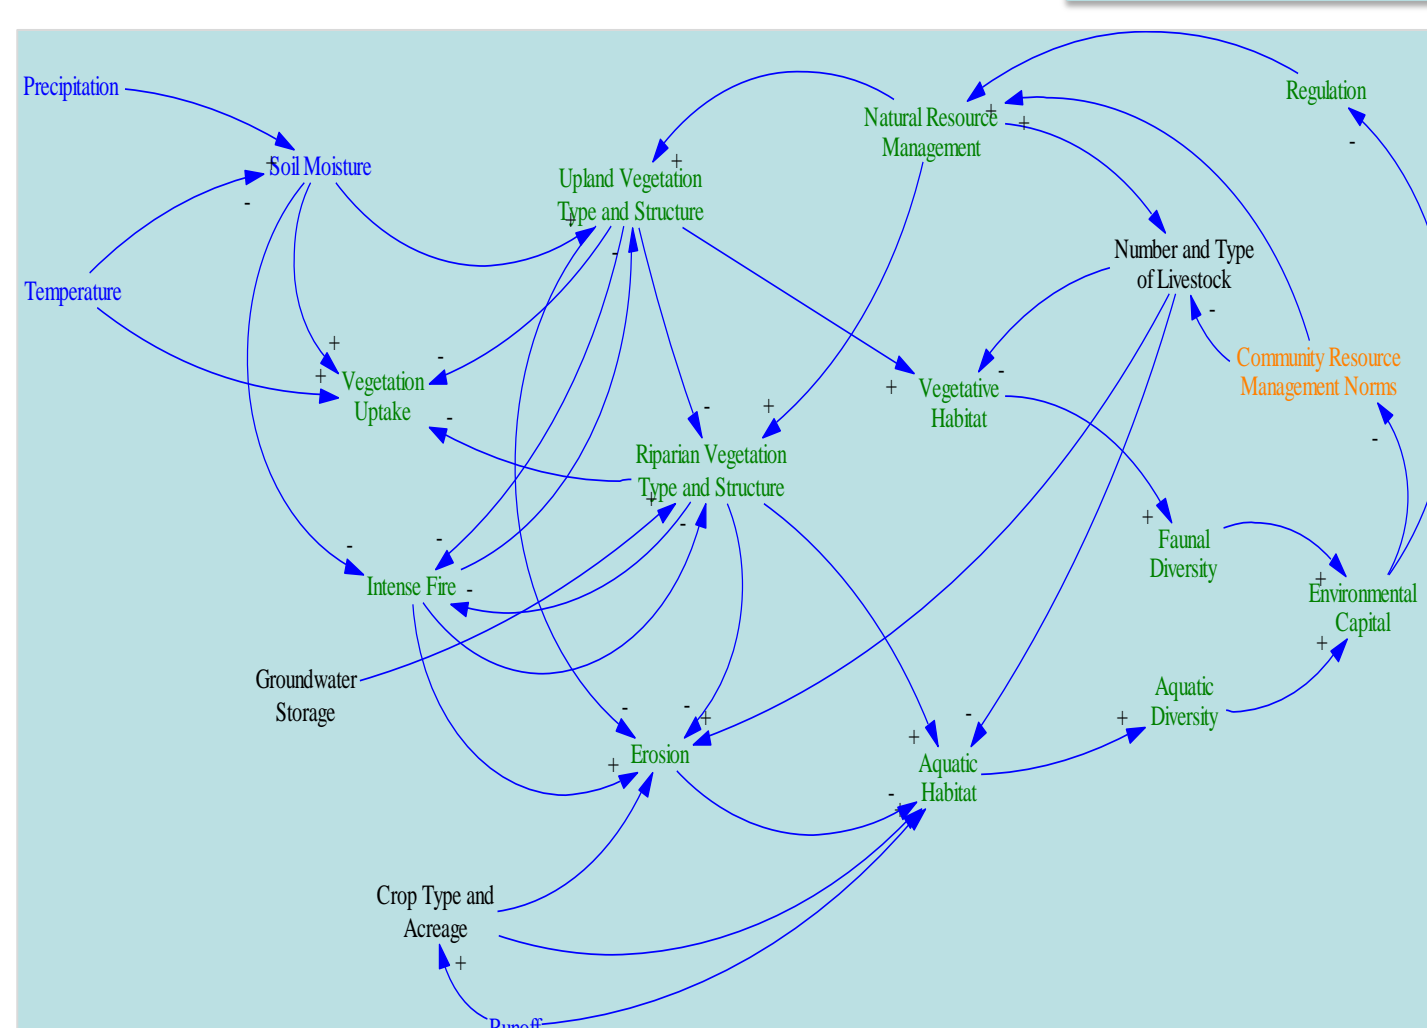 Precipitation
Regulation
+
Natural Resource
+
Management
-
+
Soil Moisture
+
Upland Vegetation
Type and Structure
+
-
-
Number and Type
of Livestock
Temperature
-
+
-
Community Resource
Management Norms
+
Vegetation
Uptake
-
-
+
Vegetative
Habitat
-
-
+
-
Riparian Vegetation
Type and Structure
+
-
+
Faunal
Diversity
-
-
Intense Fire
-
+
Environmental
Capital
+
Groundwater
Storage
Aquatic
Diversity
+
-
-
+
Erosion
+
+
-
Aquatic
Habitat
-
+
Crop Type and
Acreage
+
Runoff